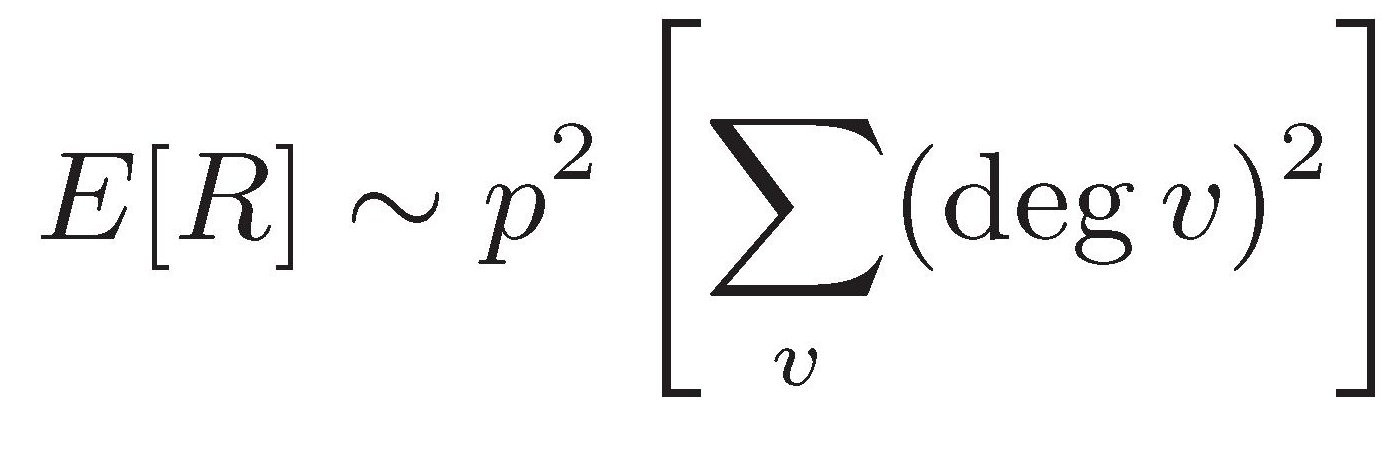 E[R] ∼ p² [∑_v (deg v)²]